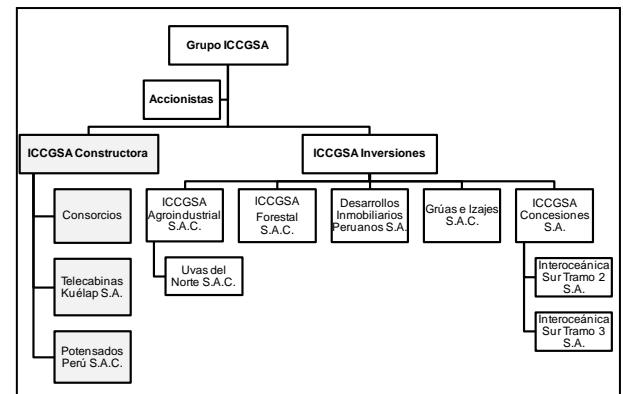 Grupo ICCGSA
Accionistas
ICCGSA Constructora
ICCGSA Inversiones
Consorcios
Telecabinas
Kuélap S.A.
Potensados
Perú S.A.C.
ICCGSA
Agroindustrial
S.A.C.
Uvas del
Norte S.A.C.
ICCGSA
Forestal
S.A.C.
Desarrollos
Inmobiliarios
Peruanos S.A.
Grúas e Izajes
S.A.C.
ICCGSA
Concesiones
S.A.
Interoceánica
Sur Tramo 2
S.A.
Interoceánica
Sur Tramo 3
S.A.